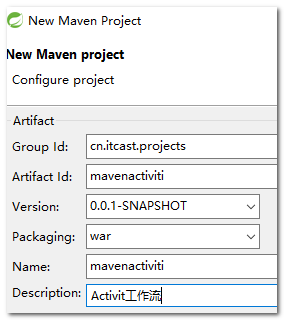 New Maven Project
New Maven project
Configure project
Artifact
Group Id: cn.itcast.projects
Artifact Id: mavenactiviti
Version: 0.0.1-SNAPSHOT
Packaging: war
Name: mavenactiviti
Description: Activit工作流